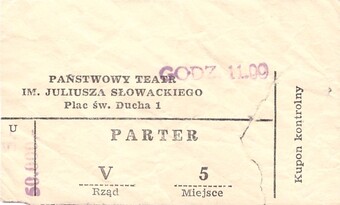 GODZ. 11.00
PAŃSTWOWY TEATR
IM. JULIUSZA SŁOWACKIEGO
Plac św. Ducha 1
U
PARTER
V
5
Rząd
Miejsce
Kupon kontrolny